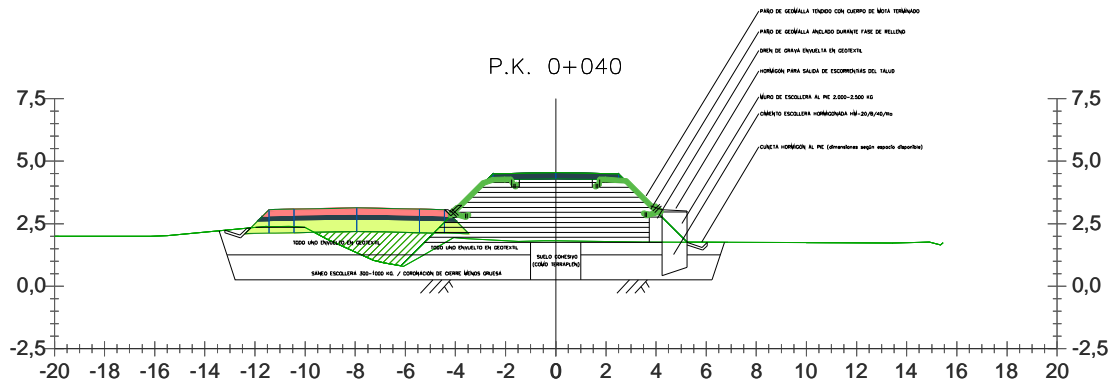 PAÑO DE GEOMALLA TENDIDO CON CUERPO DE MOTA TERMINADO
PAÑO DE GEOMALLA ANCLADO DURANTE FASE DE RELLENO
DREN DE GRAVA ENVUELTA EN GEOTEXTIL
HORMIGON PARA SALIDA DE ESCORRENTIAS DEL TALUD
MURO DE ESCOLLERA AL PIE 2.000-2.500 KG
CIMIENTO ESCOLLERA HORMIGONADA HM-20/B/40/IIa
CUNETA HORMIGON AL PIE (dimensiones según espacio disponible)
P.K. 0+040
7,5
5,0
2,5
0,0
-2,5
7,5
5,0
2,5
0,0
-2,5
TODO UNO ENVUELTO EN GEOTEXTIL
TODO UNO ENVUELTO EN GEOTEXTIL
SUELO COHESIVO
(COMO TERRAPLEN)
SANEO ESCOLLERA 300-1000 KG. / CORONACION DE CIERRE MENOS GRUESA
-20 -18 -16 -14 -12 -10 -8 -6 -4 -2 0 2 4 6 8 10 12 14 16 18 20